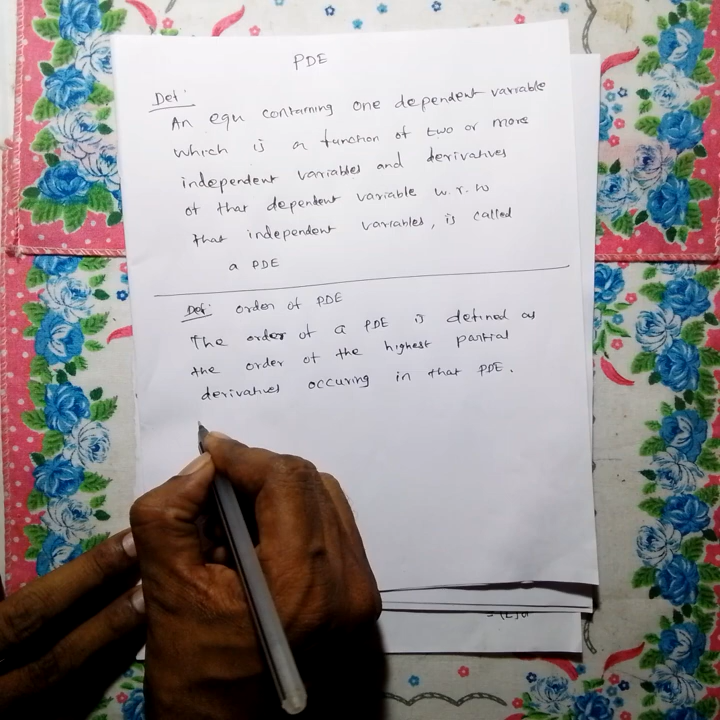 PDE
Def:
An equ containing one dependent variable
which is a function of two or more
independent variables and derivatives
of that dependent variable w.r.to
that independent variables, is called
a PDE
Def: order of PDE
The order of a PDE is defined as
the order of the highest partial
derivatives occuring in that PDE.